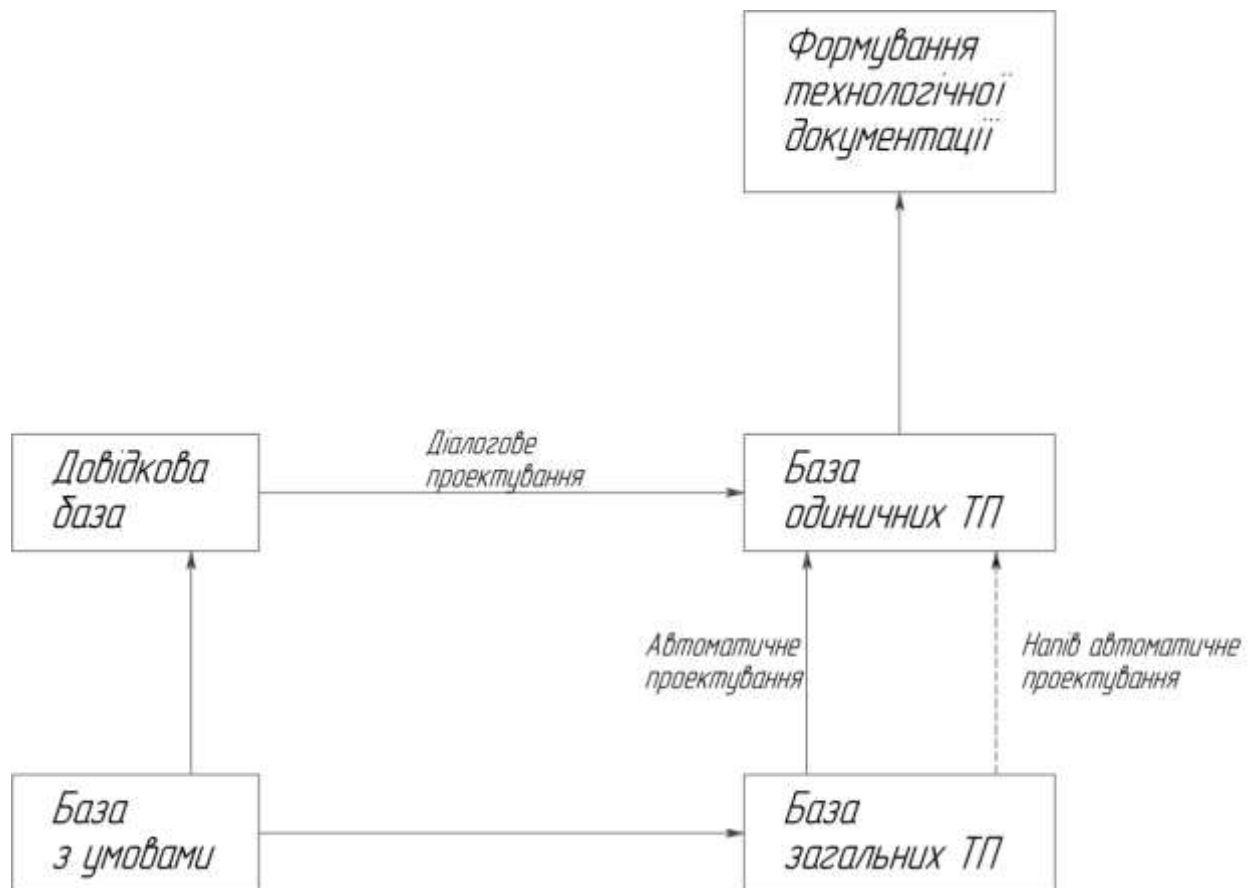 Формування
технологічної
документації
Довідкова
база
Діалогове
проектування
База
одиничних ТП
Автоматичне
проектування
Напів автоматичне
проектування
База
з умовами
База
загальних ТП